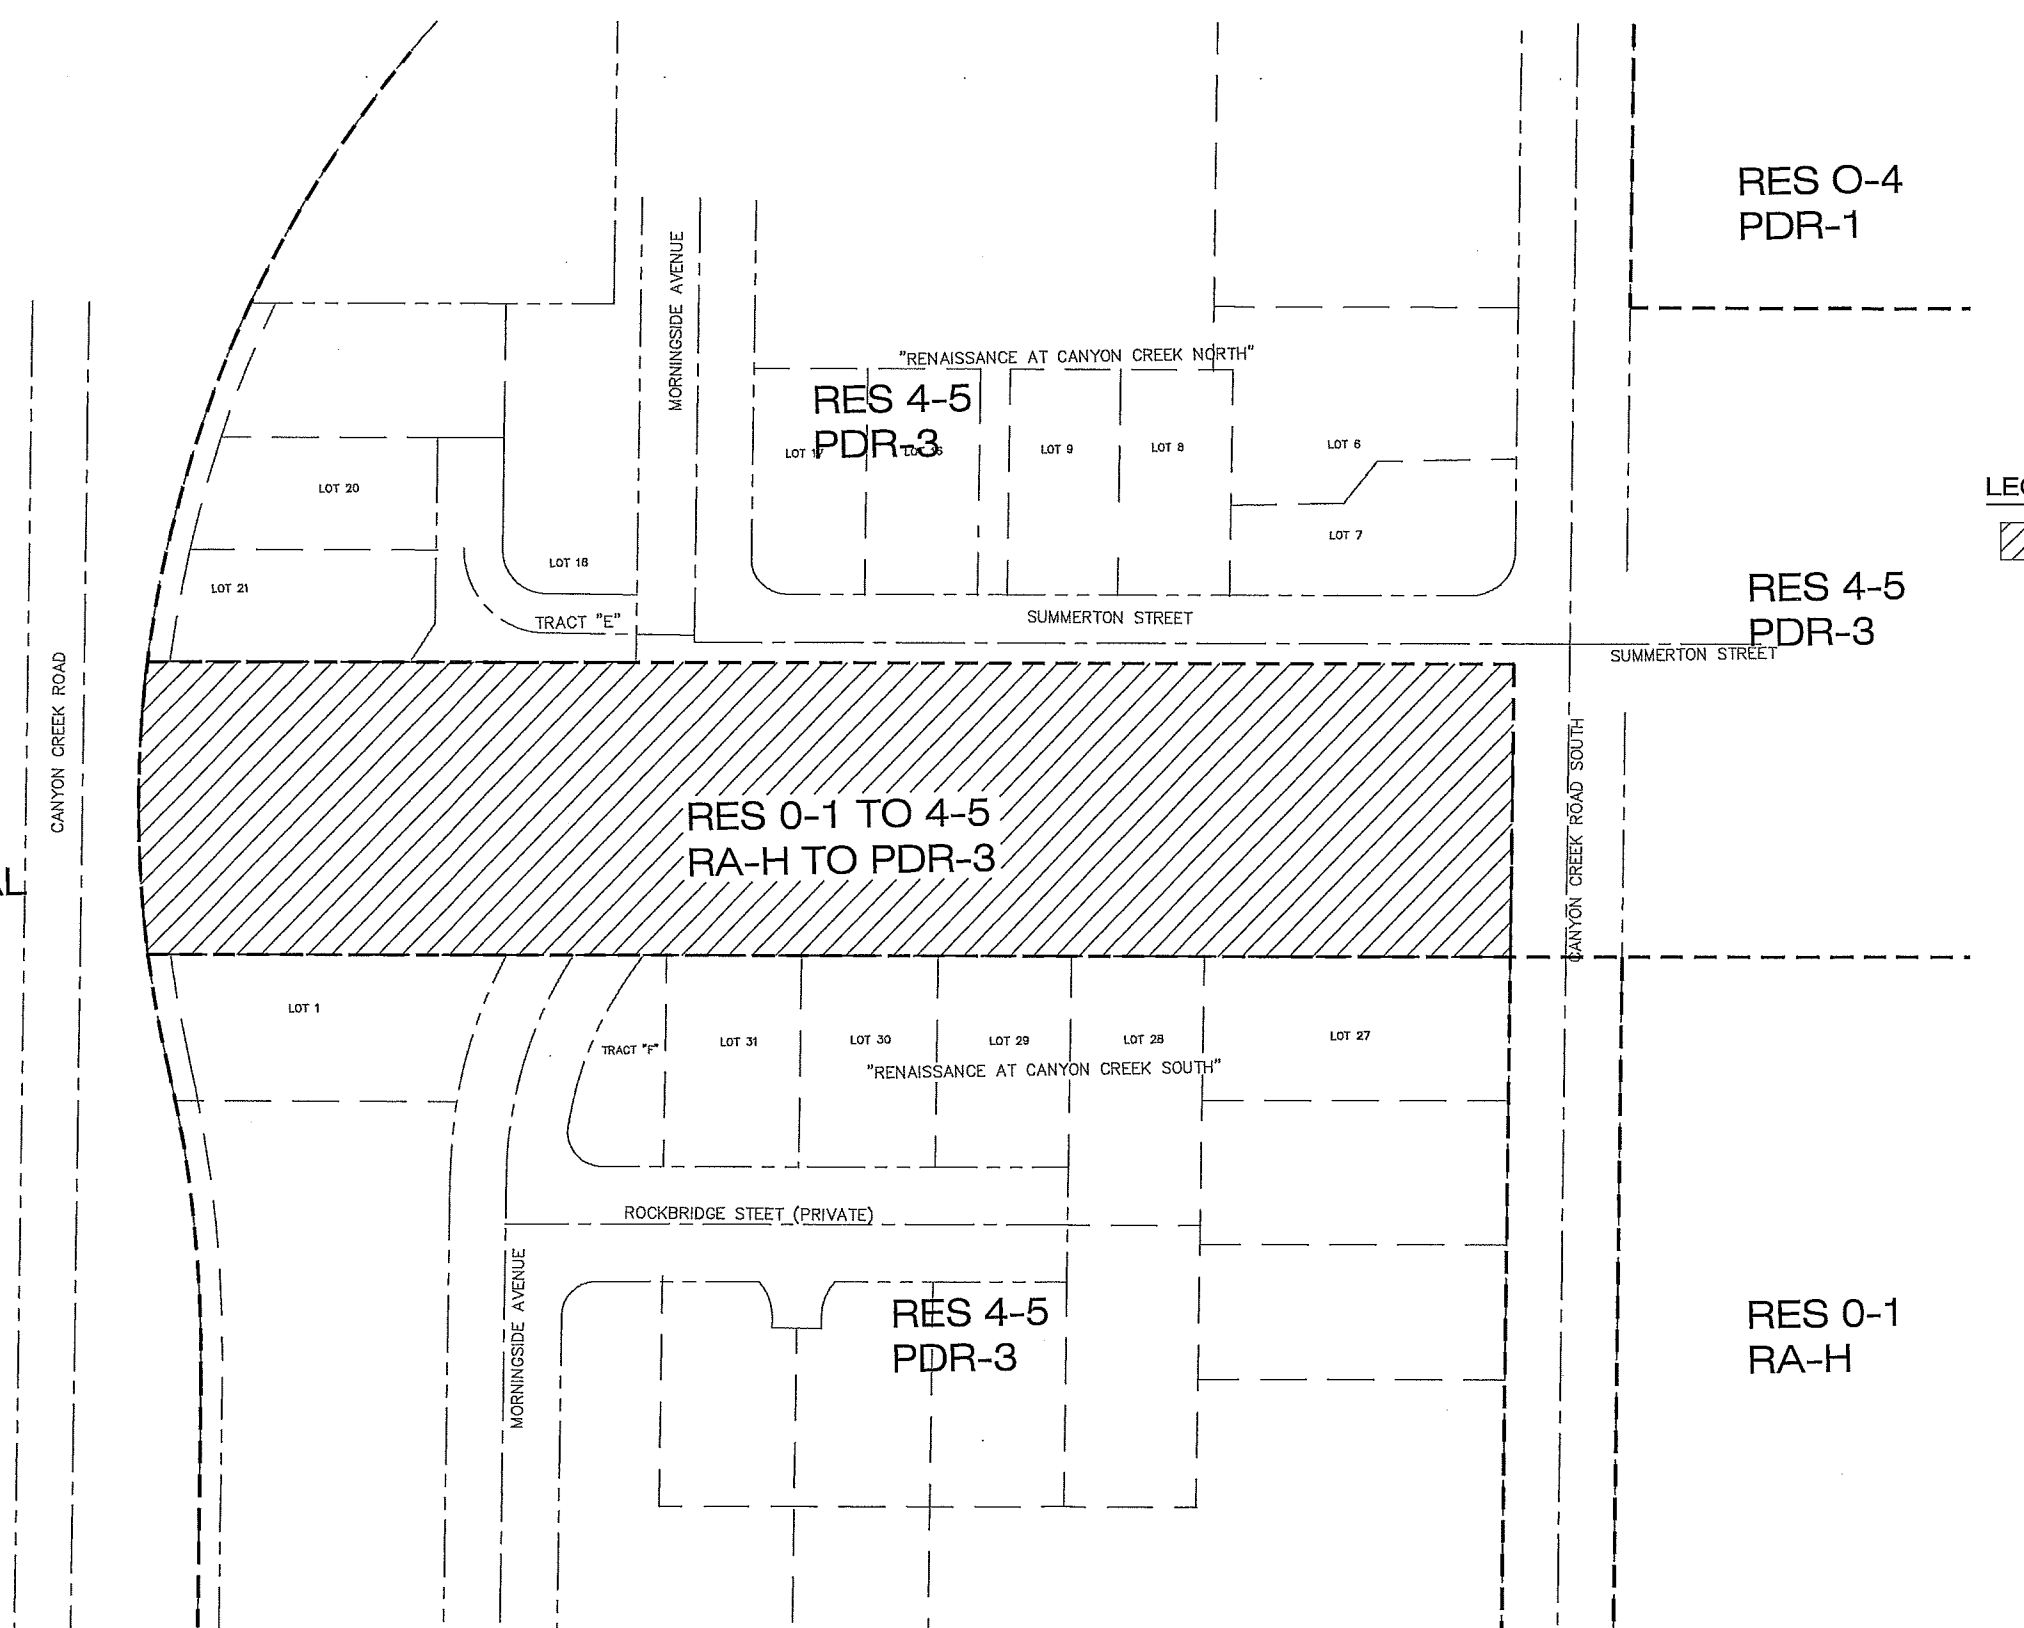 RES O-4
PDR-1
MORNINGSIDE AVENUE
"RENAISSANCE AT CANYON CREEK NORTH"
RES 4-5
PDR-3
LOT 17
LOT 9
LOT 8
LOT 6
LOT 20
LOT 7
LOT 21
TRACT "E"
SUMMERTON STREET
RES 4-5
PDR-3
SUMMERTON STREET
CANYON CREEK ROAD
CANYON CREEK ROAD SOUTH
RES 0-1 TO 4-5
RA-H TO PDR-3
LOT 1
TRACT "F"
LOT 31
LOT 30
LOT 29
LOT 28
LOT 27
"RENAISSANCE AT CANYON CREEK SOUTH"
ROCKBRIDGE STEET (PRIVATE)
MORNINGSIDE AVENUE
RES 4-5
PDR-3
RES 0-1
RA-H